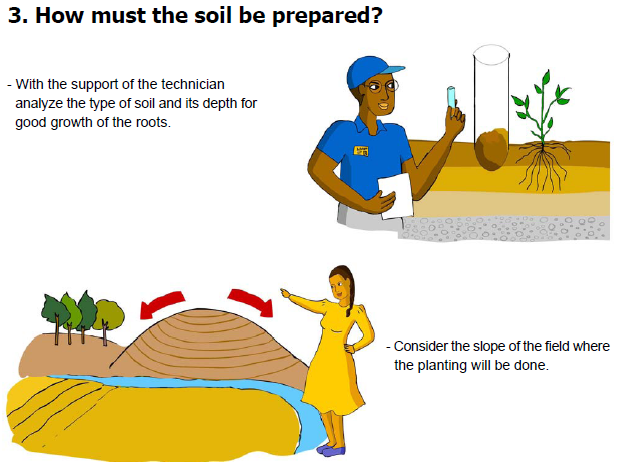 3. How must the soil be prepared?
- With the support of the technician
analyze the type of soil and its depth for
good growth of the roots.
- Consider the slope of the field where
the planting will be done.